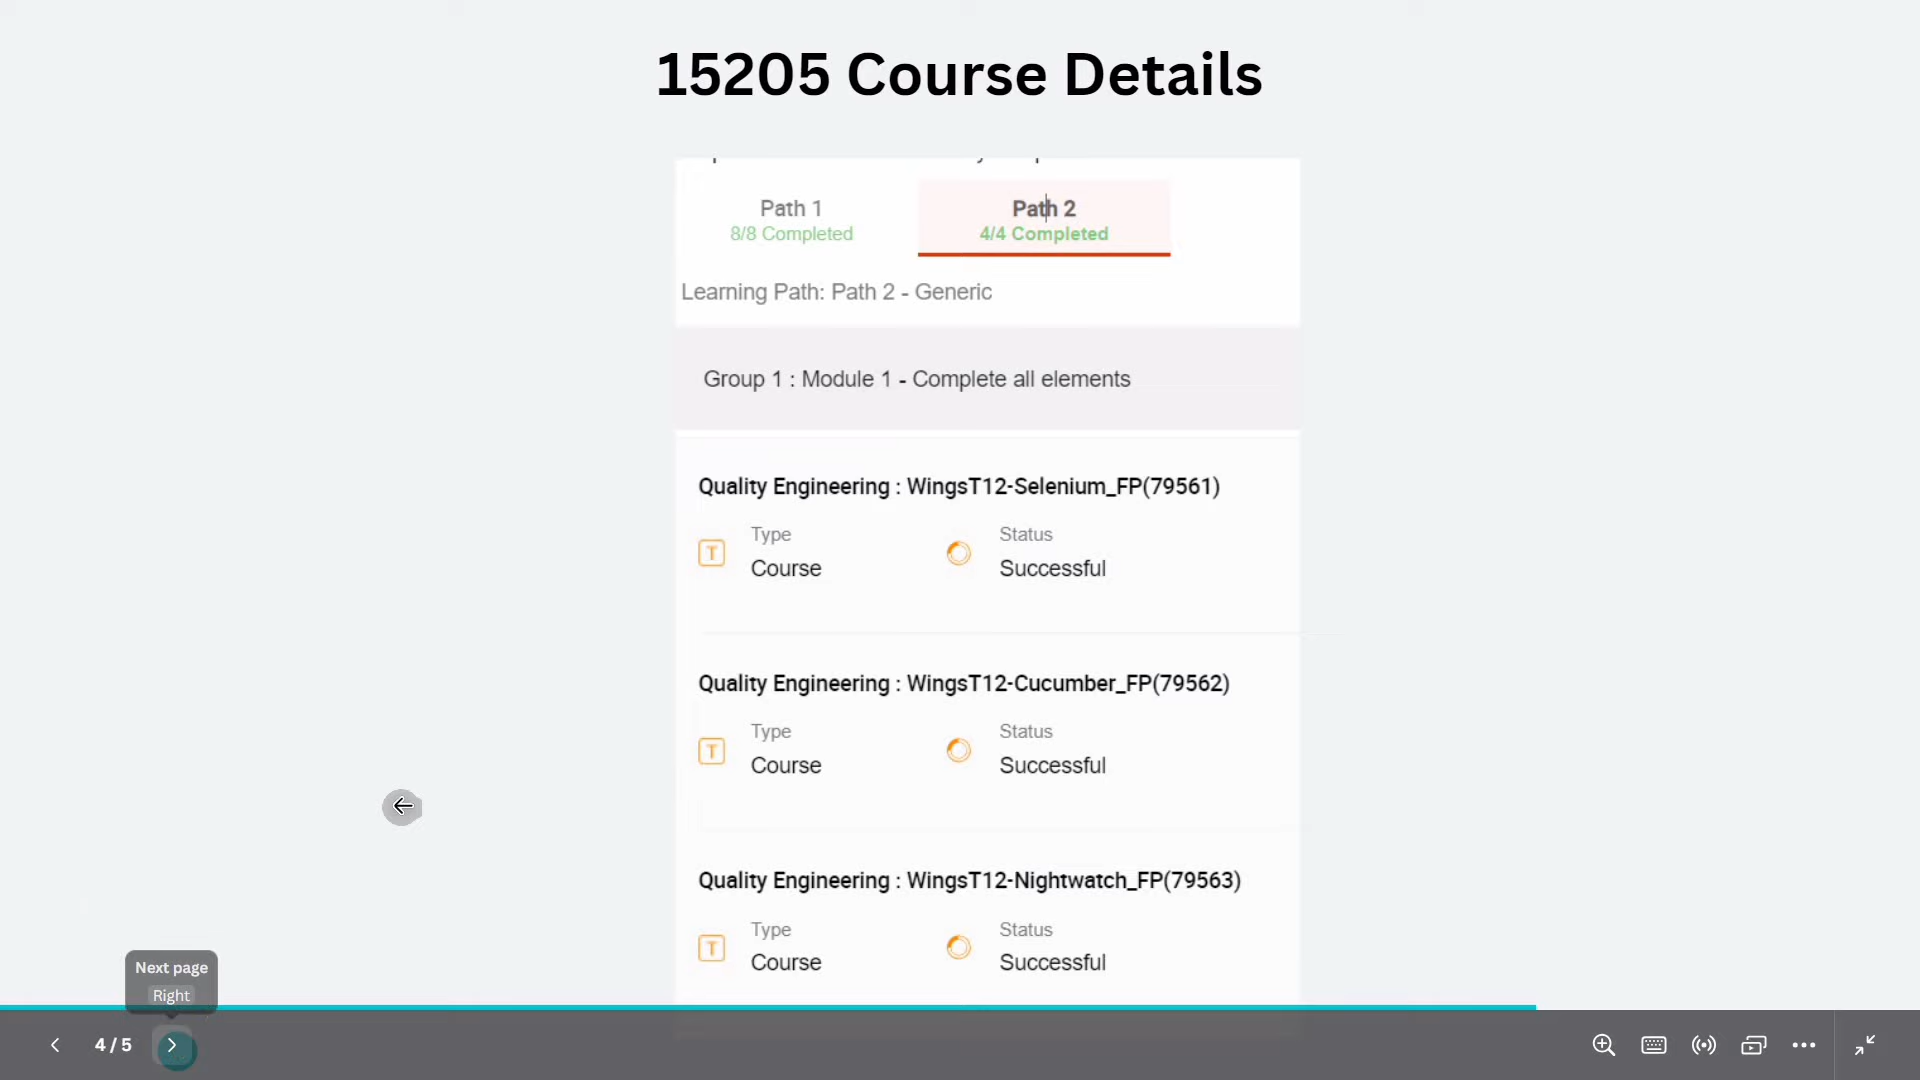 15205 Course Details
Path 1
8/8 Completed
Path 2
4/4 Completed
Learning Path: Path 2 - Generic
Group 1 : Module 1 - Complete all elements
Quality Engineering : WingsT12-Selenium_FP(79561)
T
Type
Course
Status
Successful
Quality Engineering : WingsT12-Cucumber_FP(79562)
T
Type
Course
Status
Successful
Quality Engineering : WingsT12-Nightwatch_FP(79563)
T
Type
Course
Status
Successful
Next page
Right
4 / 5